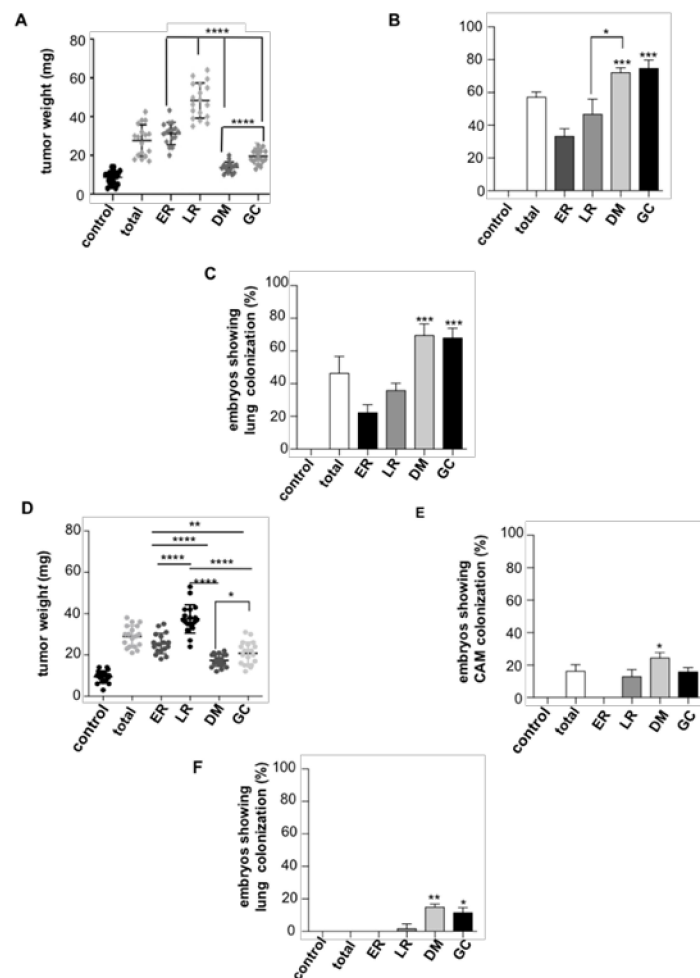 A
tumor weight (mg)
80
60
40
20
0
****
****
control
total
ER
LR
DM
GC
B
100
80
60
40
20
0
*
***
***
control
total
ER
LR
DM
GC
C
embryos showing
lung colonization (%)
100
80
60
40
20
0
***
***
control
total
ER
LR
DM
GC
D
tumor weight (mg)
80
60
40
20
0
**
****
****
****
****
*
control
total
ER
LR
DM
GC
E
embryos showing
CAM colonization (%)
100
80
60
40
20
0
*
control
total
ER
LR
DM
GC
F
embryos showing
lung colonization (%)
100
80
60
40
20
0
**
*
control
total
ER
LR
DM
GC